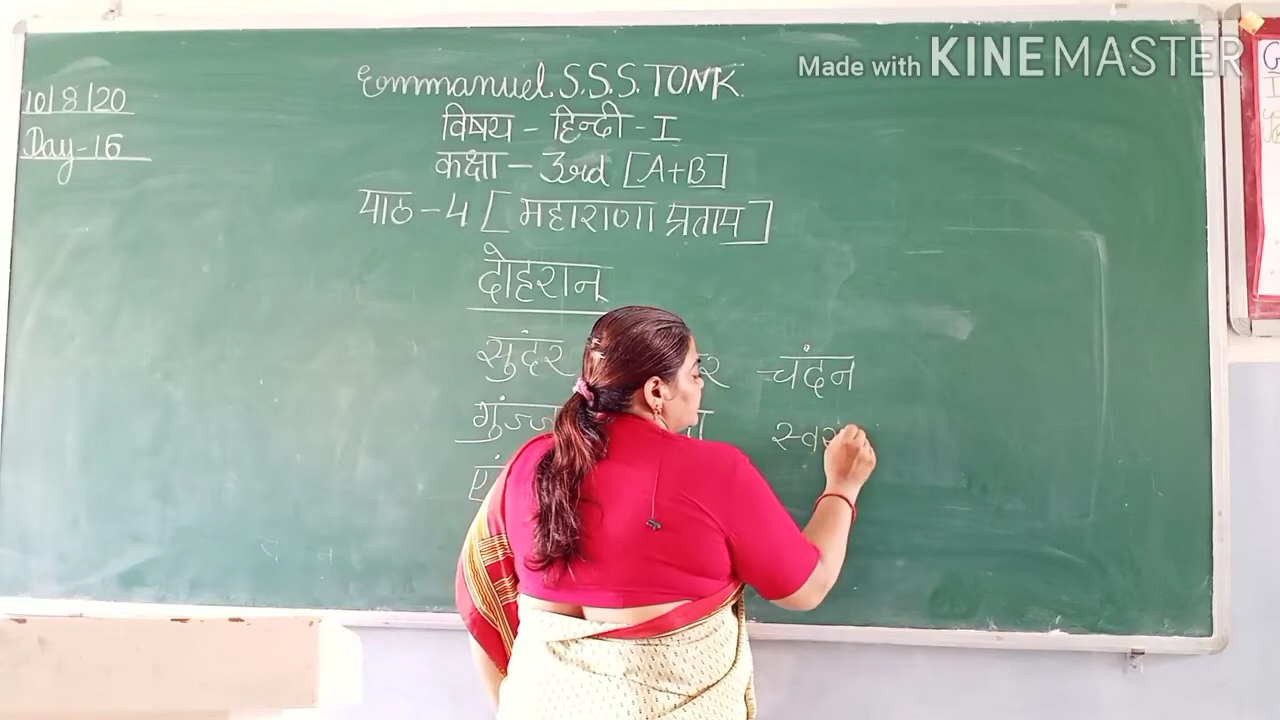 Made with KINEMASTER
10/8/20
Day-16
Emmanuel S.S.S. TONK
विषय - हिन्दी - I
कक्षा - 3rd [A+B]
पाठ - 4 [महाराणा प्रताप]
दोहरान
सुंदर चंदन